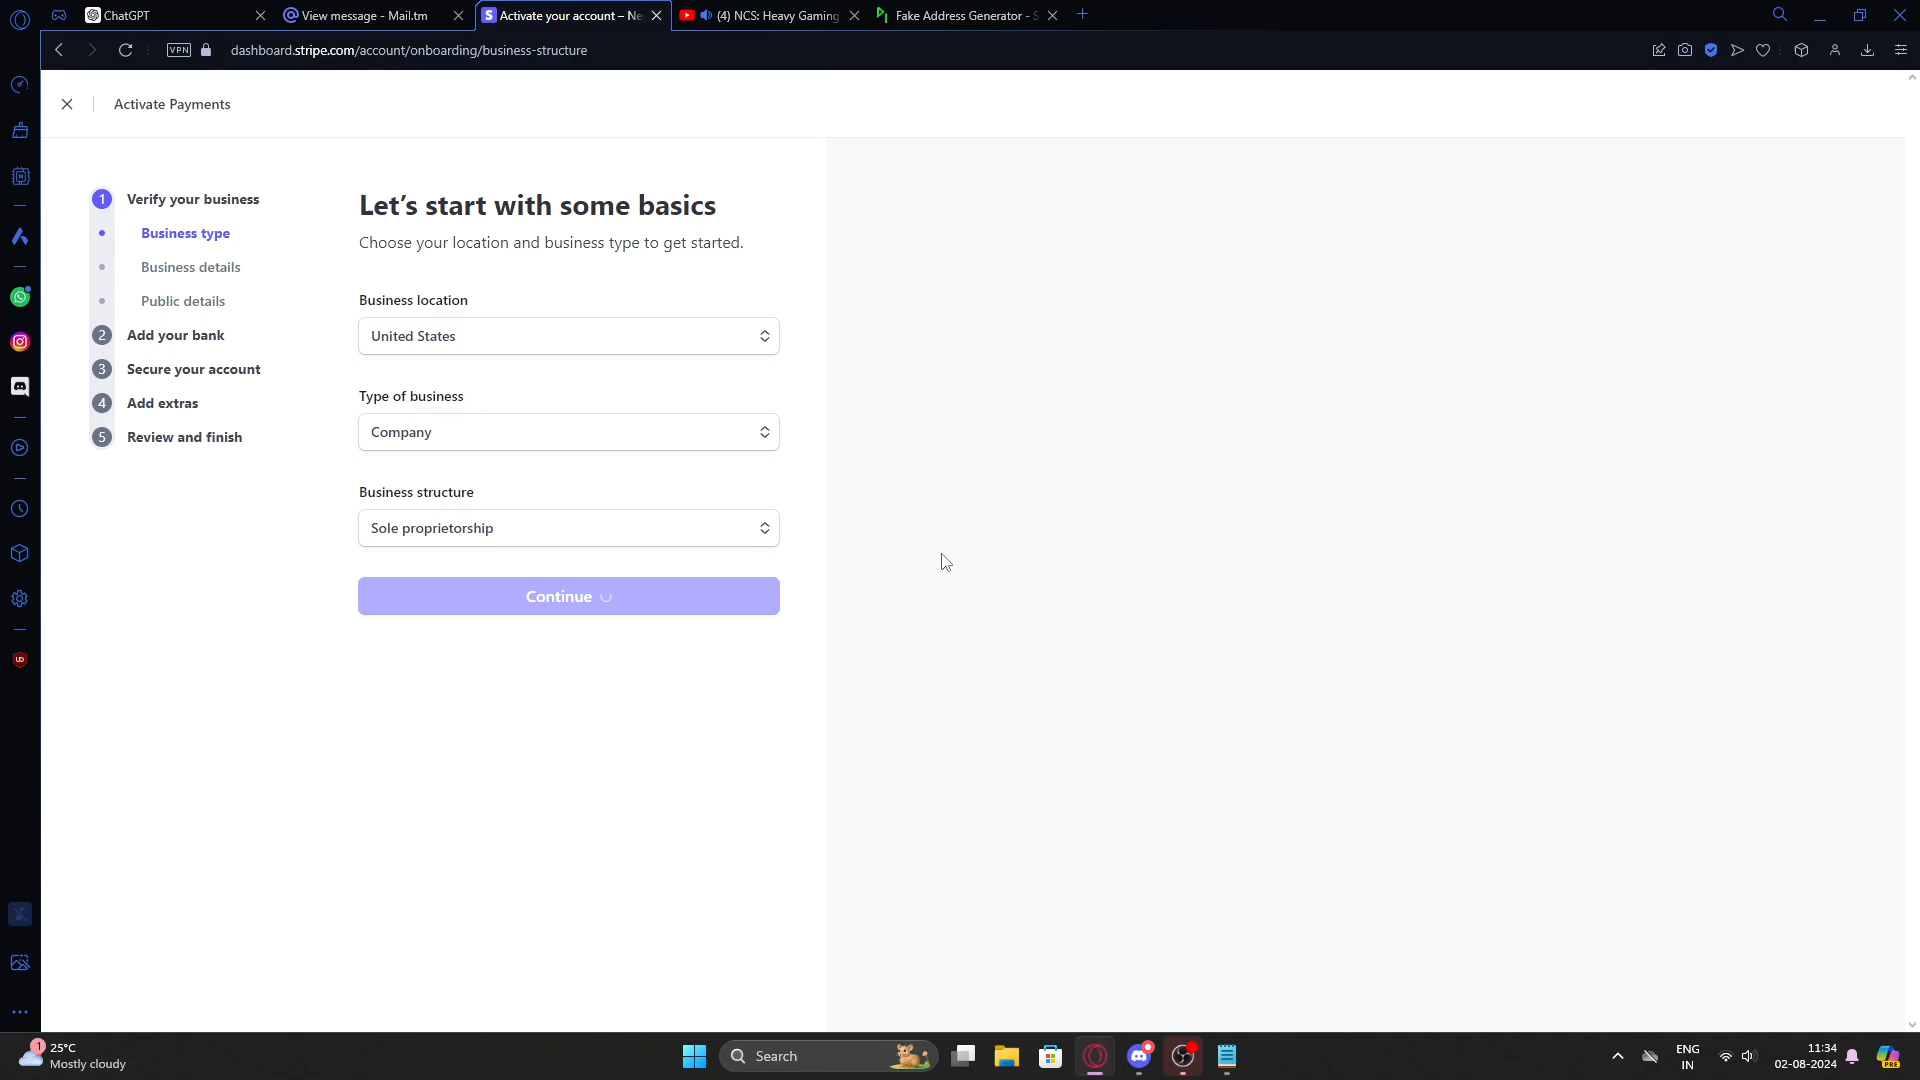 ChatGPT
View message - Mail.tm
Activate your account – Ne
(4) NCS: Heavy Gaming
Fake Address Generator - S
VPN
dashboard.stripe.com/account/onboarding/business-structure
Activate Payments
1 Verify your business
Business type
Business details
Public details
2 Add your bank
3 Secure your account
4 Add extras
5 Review and finish
Let’s start with some basics
Choose your location and business type to get started.
Business location
United States
Type of business
Company
Business structure
Sole proprietorship
Continue
1
25°C
Mostly cloudy
Search
ENG
IN
11:34
02-08-2024
PRE